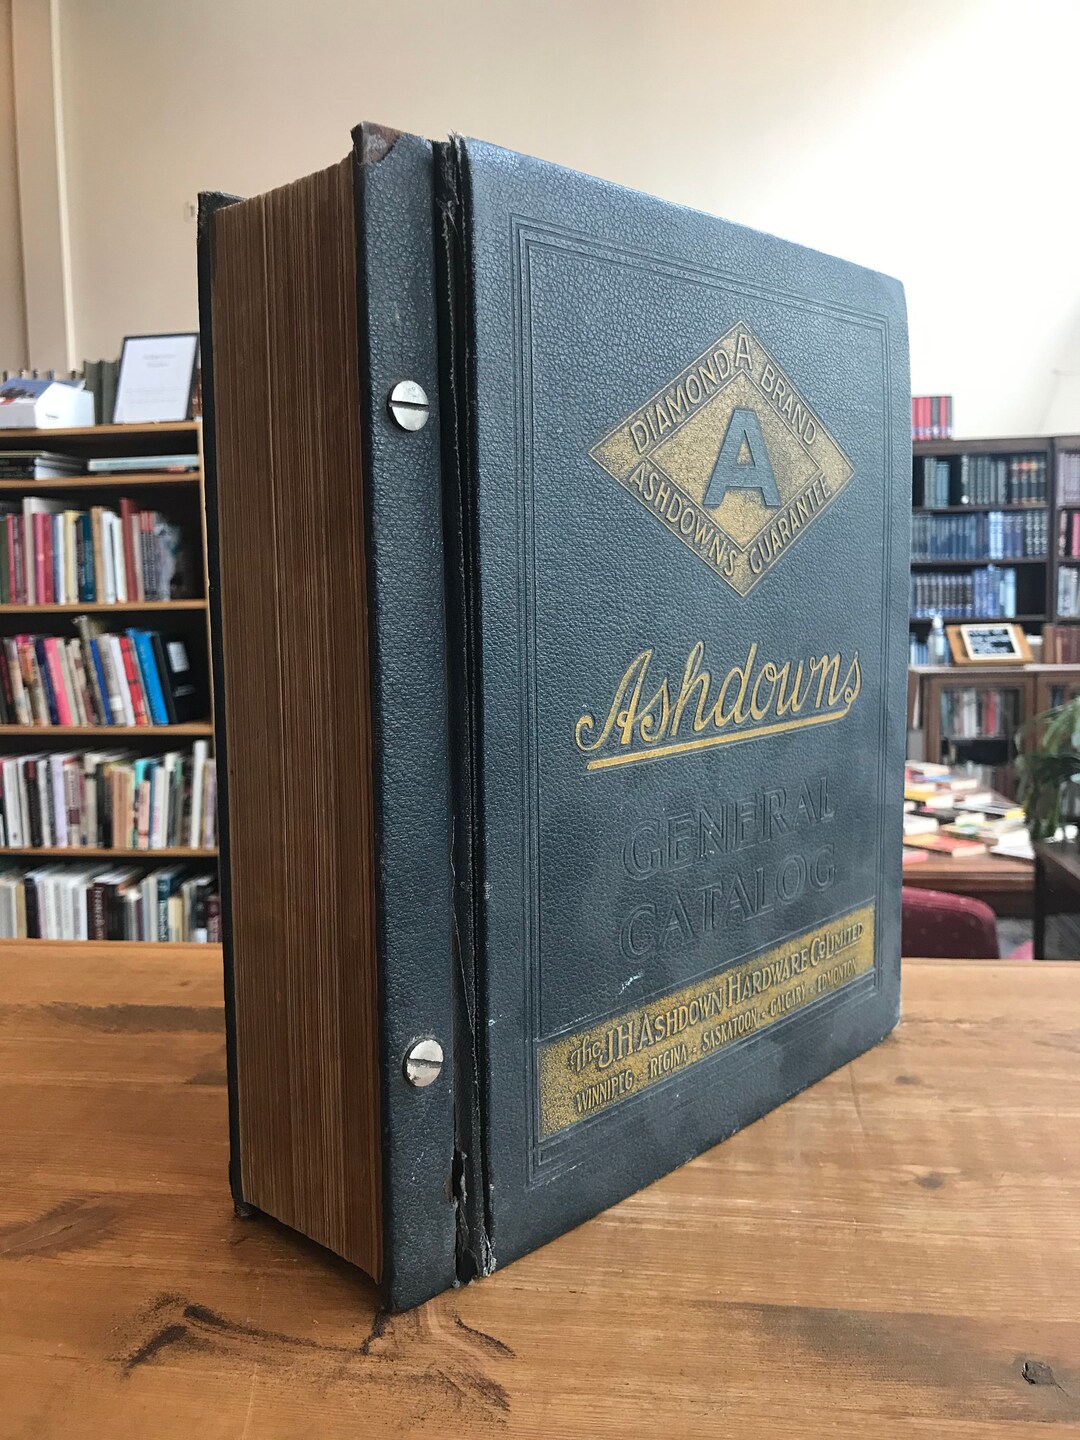 DIAMOND A BRAND
A
ASHDOWN'S GUARANTEE
Ashdowns
GENERAL
CATALOG
The J.H. ASHDOWN HARDWARE Co. LIMITED
WINNIPEG - REGINA - SASKATOON - CALGARY - EDMONTON